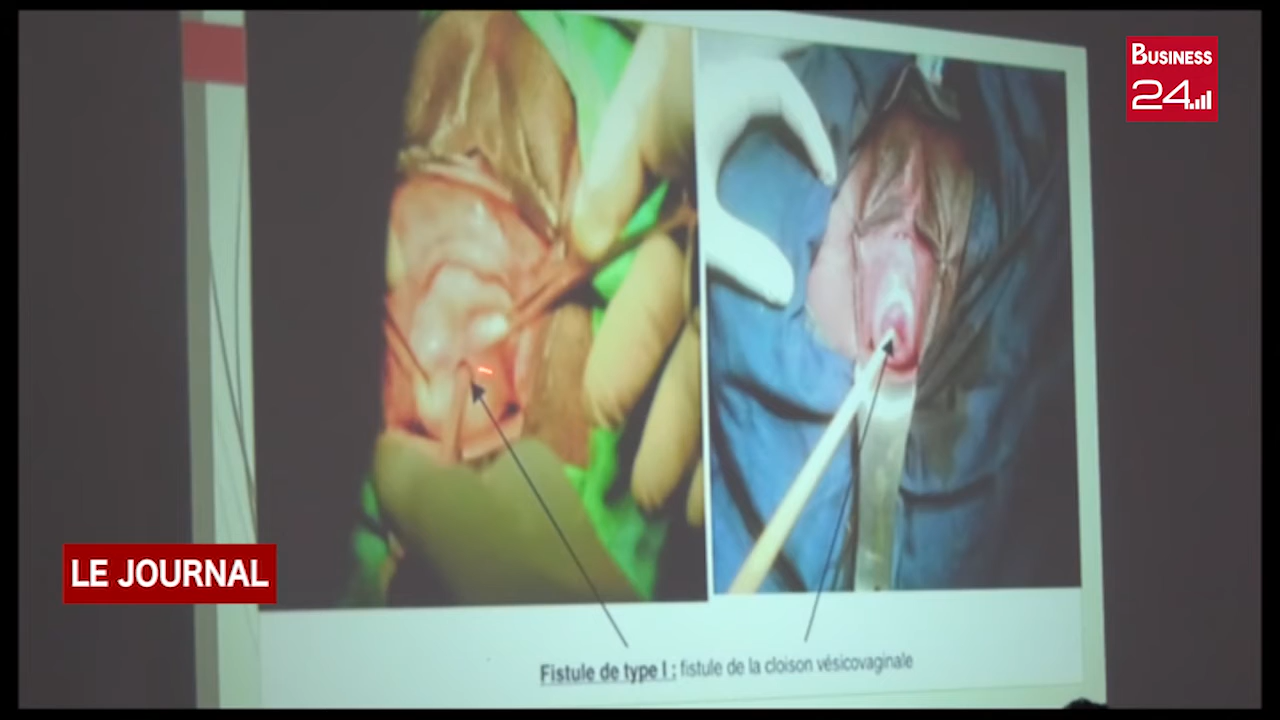 BUSINESS
24
LE JOURNAL
Fistule de type I : fistule de la cloison vésicovaginale